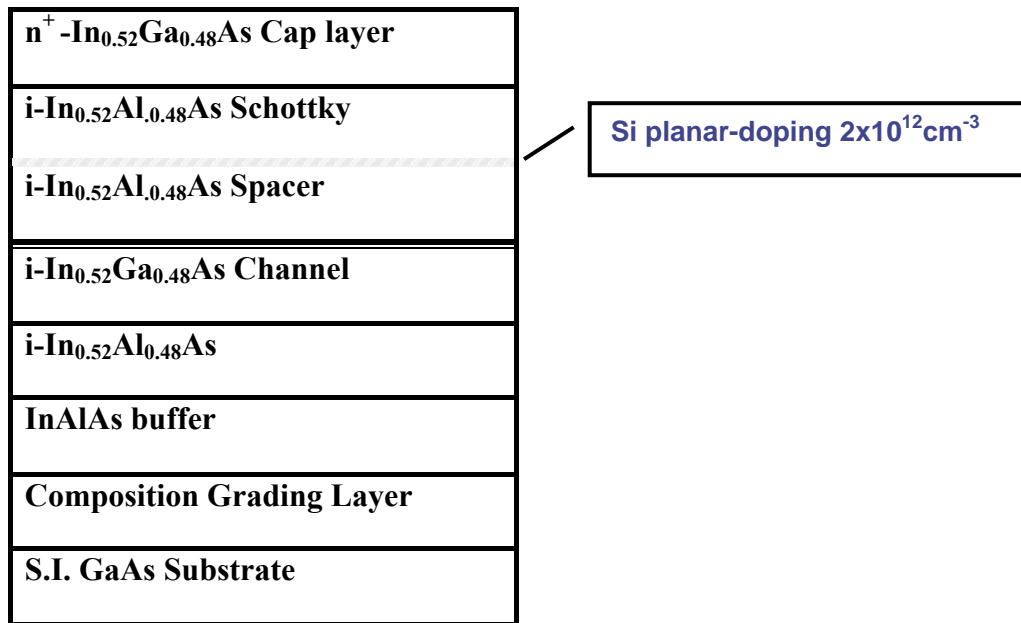 n⁺ -In₀.₅₂Ga₀.₄₈As Cap layer
i-In₀.₅₂Al.₀.₄₈As Schottky
Si planar-doping 2x10¹²cm⁻³
i-In₀.₅₂Al.₀.₄₈As Spacer
i-In₀.₅₂Ga₀.₄₈As Channel
i-In₀.₅₂Al₀.₄₈As
InAlAs buffer
Composition Grading Layer
S.I. GaAs Substrate